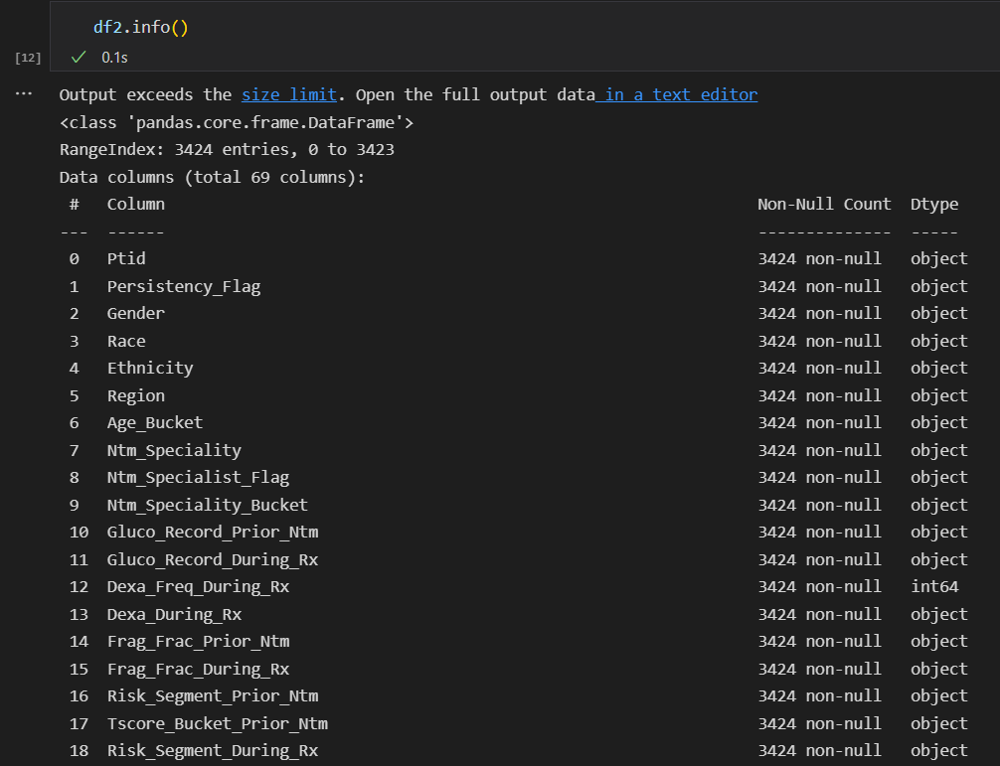 df2.info()
[12] ✓ 0.1s
... Output exceeds the size limit. Open the full output data in a text editor
<class 'pandas.core.frame.DataFrame'>
RangeIndex: 3424 entries, 0 to 3423
Data columns (total 69 columns):
# Column Non-Null Count Dtype
--- ------ -------------- -----
0 Ptid 3424 non-null object
1 Persistency_Flag 3424 non-null object
2 Gender 3424 non-null object
3 Race 3424 non-null object
4 Ethnicity 3424 non-null object
5 Region 3424 non-null object
6 Age_Bucket 3424 non-null object
7 Ntm_Speciality 3424 non-null object
8 Ntm_Specialist_Flag 3424 non-null object
9 Ntm_Speciality_Bucket 3424 non-null object
10 Gluco_Record_Prior_Ntm 3424 non-null object
11 Gluco_Record_During_Rx 3424 non-null object
12 Dexa_Freq_During_Rx 3424 non-null int64
13 Dexa_During_Rx 3424 non-null object
14 Frag_Frac_Prior_Ntm 3424 non-null object
15 Frag_Frac_During_Rx 3424 non-null object
16 Risk_Segment_Prior_Ntm 3424 non-null object
17 Tscore_Bucket_Prior_Ntm 3424 non-null object
18 Risk_Segment_During_Rx 3424 non-null object